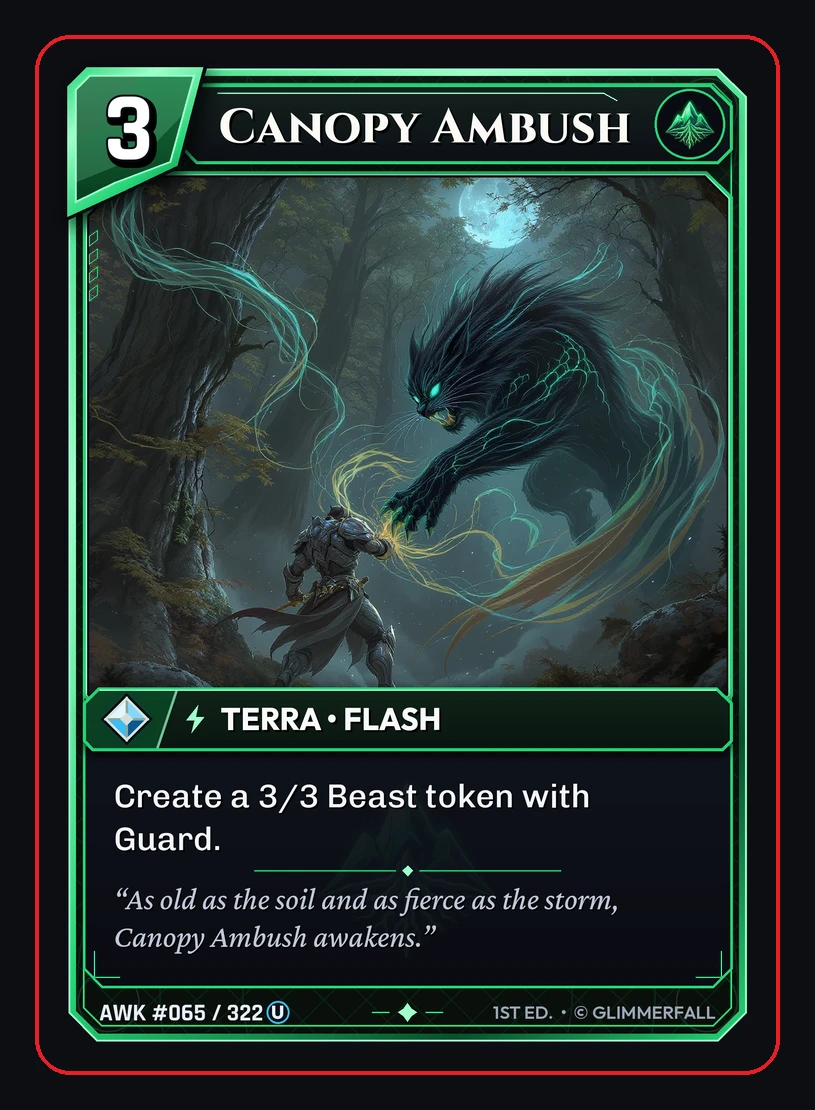 3
CANOPY AMBUSH
TERRA • FLASH
Create a 3/3 Beast token with
Guard.
“As old as the soil and as fierce as the storm,
Canopy Ambush awakens.”
AWK #065 / 322 U
1ST ED. • © GLIMMERFALL